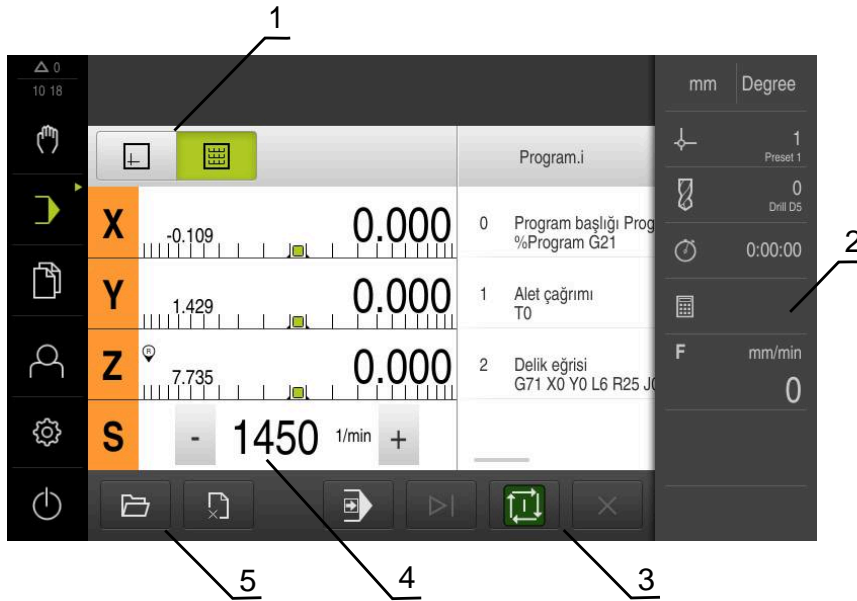 1
0
10 18
mm Degree
1
Preset 1
Program.i
0
Drill D5
X -0.109 0.000
0 Program başlığı Prog
%Program G21
0:00:00
2
Y 1.429 0.000
1 Alet çağrımı
T0
F mm/min
0
Z R 7.735 0.000
2 Delik eğrisi
G71 X0 Y0 L6 R25 J
S - 1450 1/min +
5 4 3